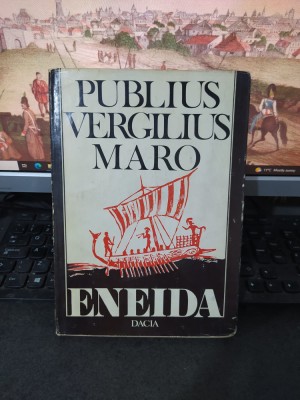 PUBLIUS
VERGILIUS
MARO
ENEIDA
DACIA